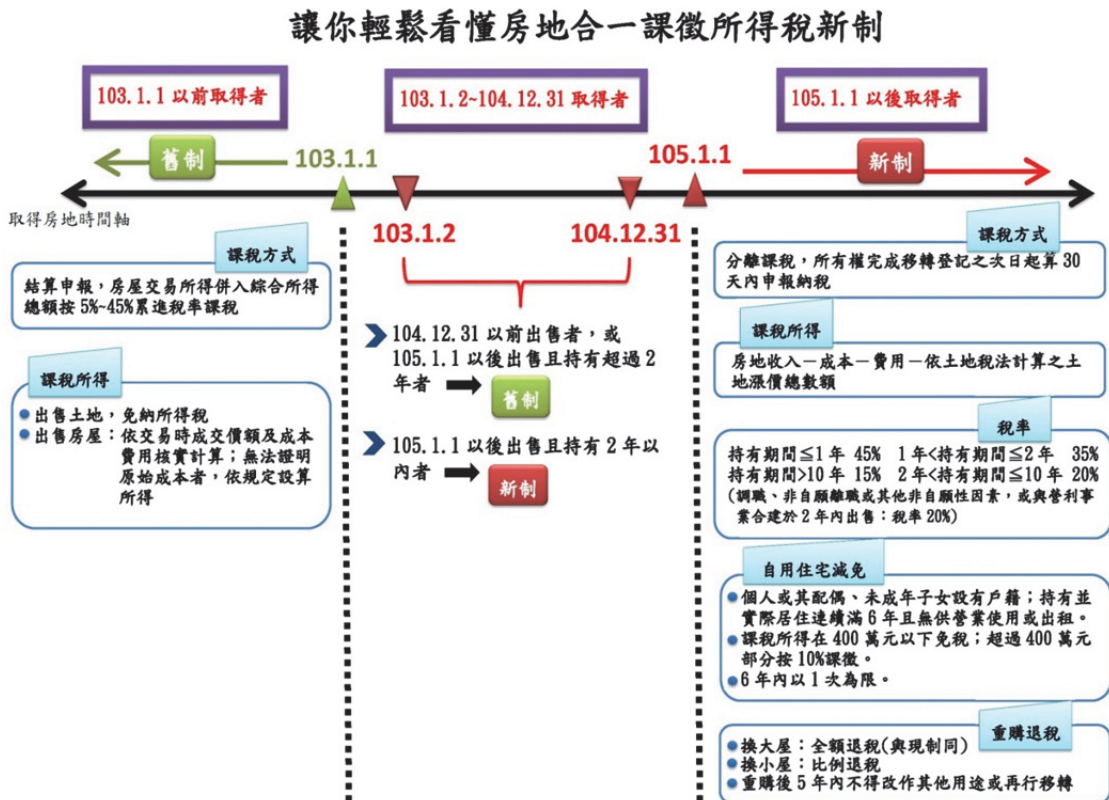 讓你輕鬆看懂房地合一課徵所得稅新制
103.1.1以前取得者
103.1.2~104.12.31取得者
105.1.1以後取得者
舊制
103.1.1
105.1.1
新制
取得房地時間軸
103.1.2
104.12.31
課稅方式
結算申報，房屋交易所得併入綜合所得
總額按5%~45%累進稅率課稅
課稅所得
出售土地，免納所得稅
出售房屋：依交易時成交價額及成本
費用核實計算；無法證明
原始成本者，依規定設算
所得
104.12.31以前出售者，或
105.1.1以後出售且持有超過2
年者
舊制
105.1.1以後出售且持有2年以
內者
新制
課稅方式
分離課稅，所有權完成移轉登記之次日起算30
天內申報納稅
課稅所得
房地收入－成本－費用－依土地稅法計算之土
地漲價總數額
稅率
持有期間≦1年 45% 1年<持有期間≦2年 35%
持有期間>10年 15% 2年<持有期間≦10年 20%
(調職、非自願離職或其他非自願性因素，或與營利事
業合建於2年內出售：稅率20%)
自用住宅減免
個人或其配偶、未成年子女設有戶籍；持有並
實際居住連續滿6年且無供營業使用或出租。
課稅所得在400萬元以下免稅；超過400萬元
部分按10%課徵。
6年內以1次為限。
重購退稅
換大屋：全額退稅(與現制同)
換小屋：比例退稅
重購後5年內不得改作其他用途或再行移轉